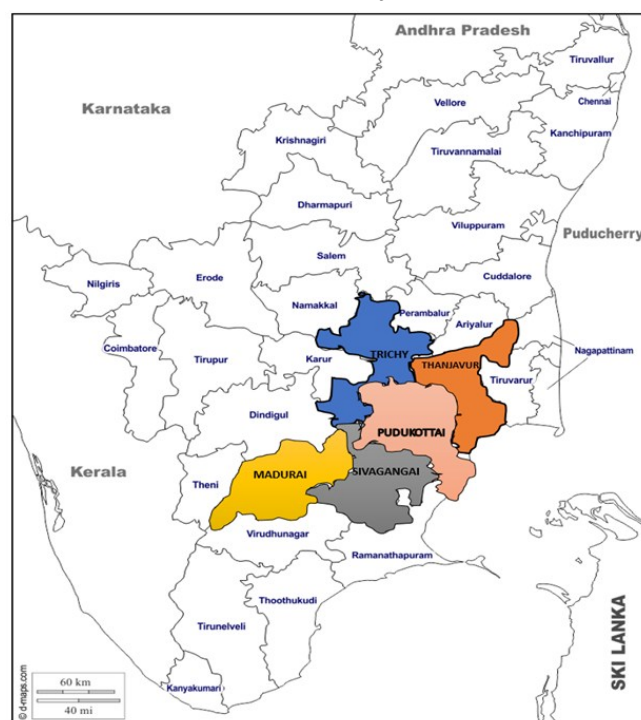 Andhra Pradesh
Tiruvallur
Chennai
Vellore
Karnataka
Kanchipuram
Krishnagiri
Tiruvannamalai
Dharmapuri
Viluppuram
Puducherry
Salem
Cuddalore
Nilgiris
Erode
Namakkal
Perambalur
Ariyalur
Coimbatore
Tirupur
Karur
TRICHY
THANJAVUR
Nagapattinam
Tiruvarur
Dindigul
PUDUKOTTAI
Kerala
Theni
MADURAI
SIVAGANGAI
Virudhunagar
Ramanathapuram
Thoothukudi
Tirunelveli
Kanyakumari
SKI LANKA
60 km
40 mi
© d-maps.com